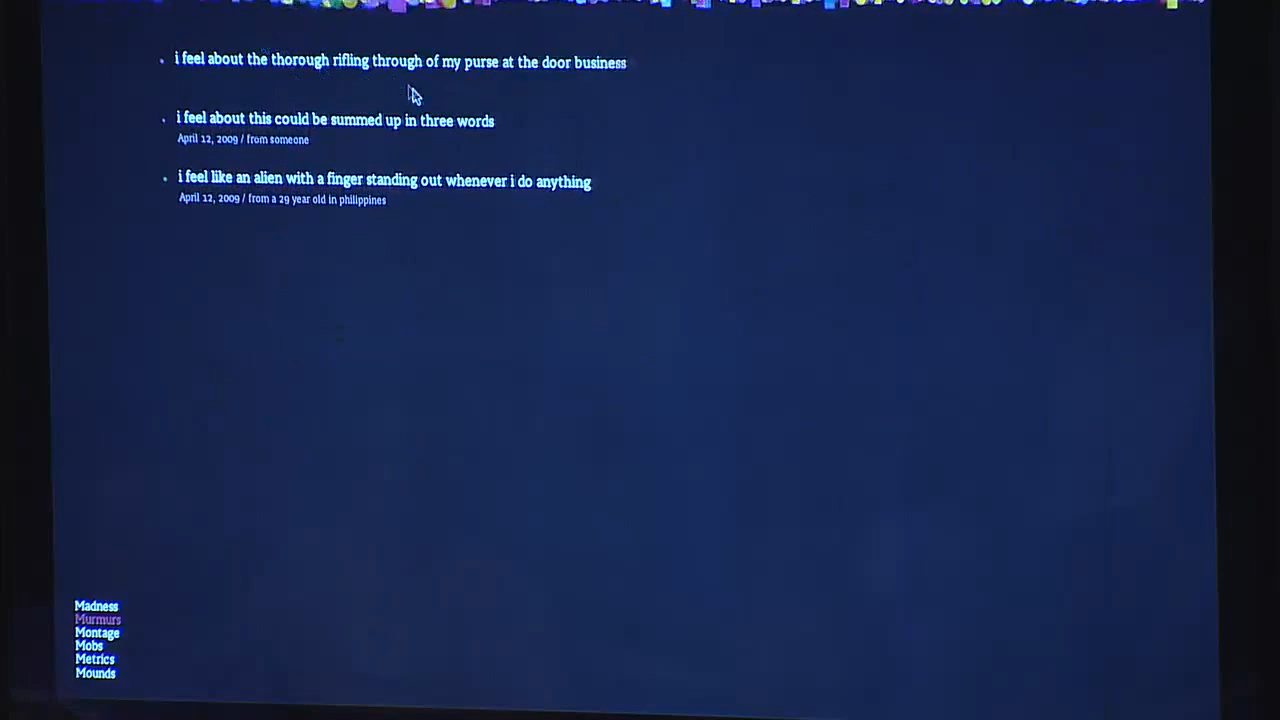 i feel about the thorough rifling through of my purse at the door business
i feel about this could be summed up in three words
April 12, 2009 / from someone
i feel like an alien with a finger standing out whenever i do anything
April 12, 2009 / from a 29 year old in philippines
Madness
Murmurs
Montage
Mobs
Metrics
Mounds